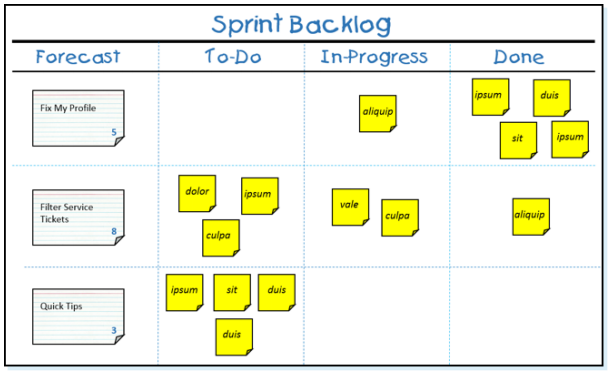 Sprint Backlog
Forecast To-Do In-Progress Done
Fix My Profile
5
aliquip
ipsum duis
sit ipsum
Filter Service
Tickets
8
dolor ipsum
culpa
vale culpa
aliquip
Quick Tips
3
ipsum sit duis
duis